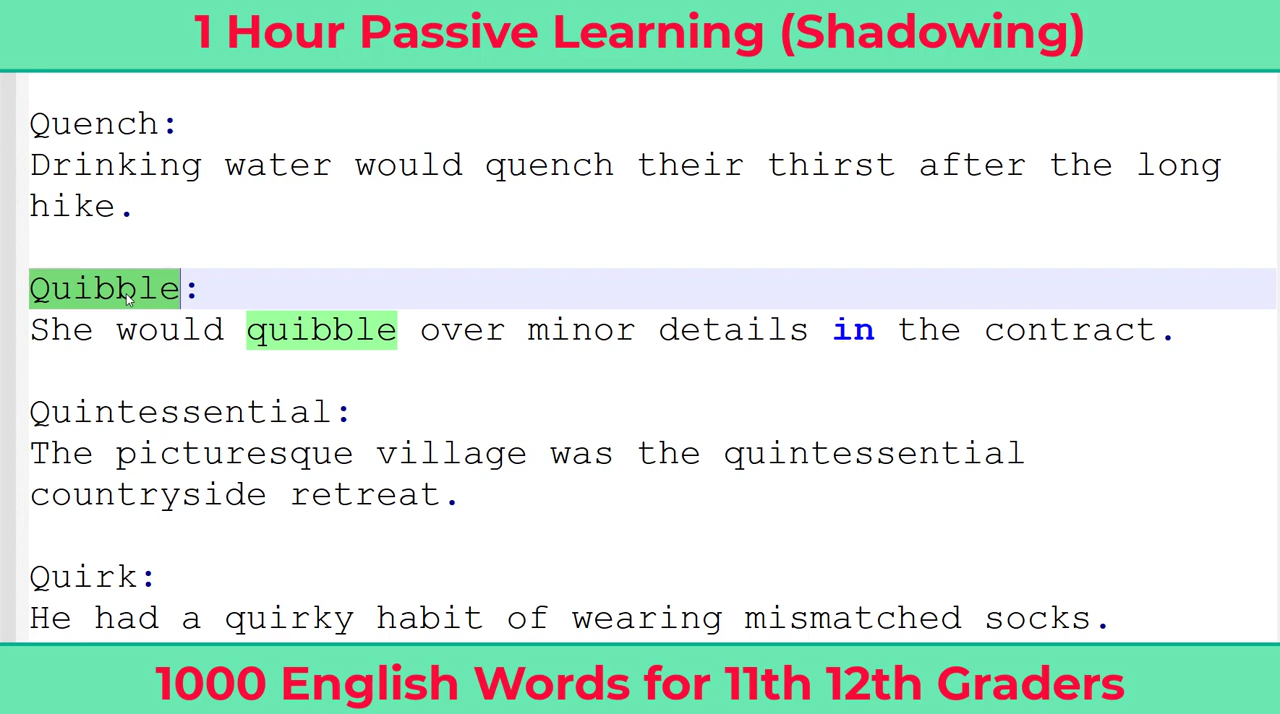 1 Hour Passive Learning (Shadowing)
Quench:
Drinking water would quench their thirst after the long
hike.
Quibble:
She would quibble over minor details in the contract.
Quintessential:
The picturesque village was the quintessential
countryside retreat.
Quirk:
He had a quirky habit of wearing mismatched socks.
1000 English Words for 11th 12th Graders